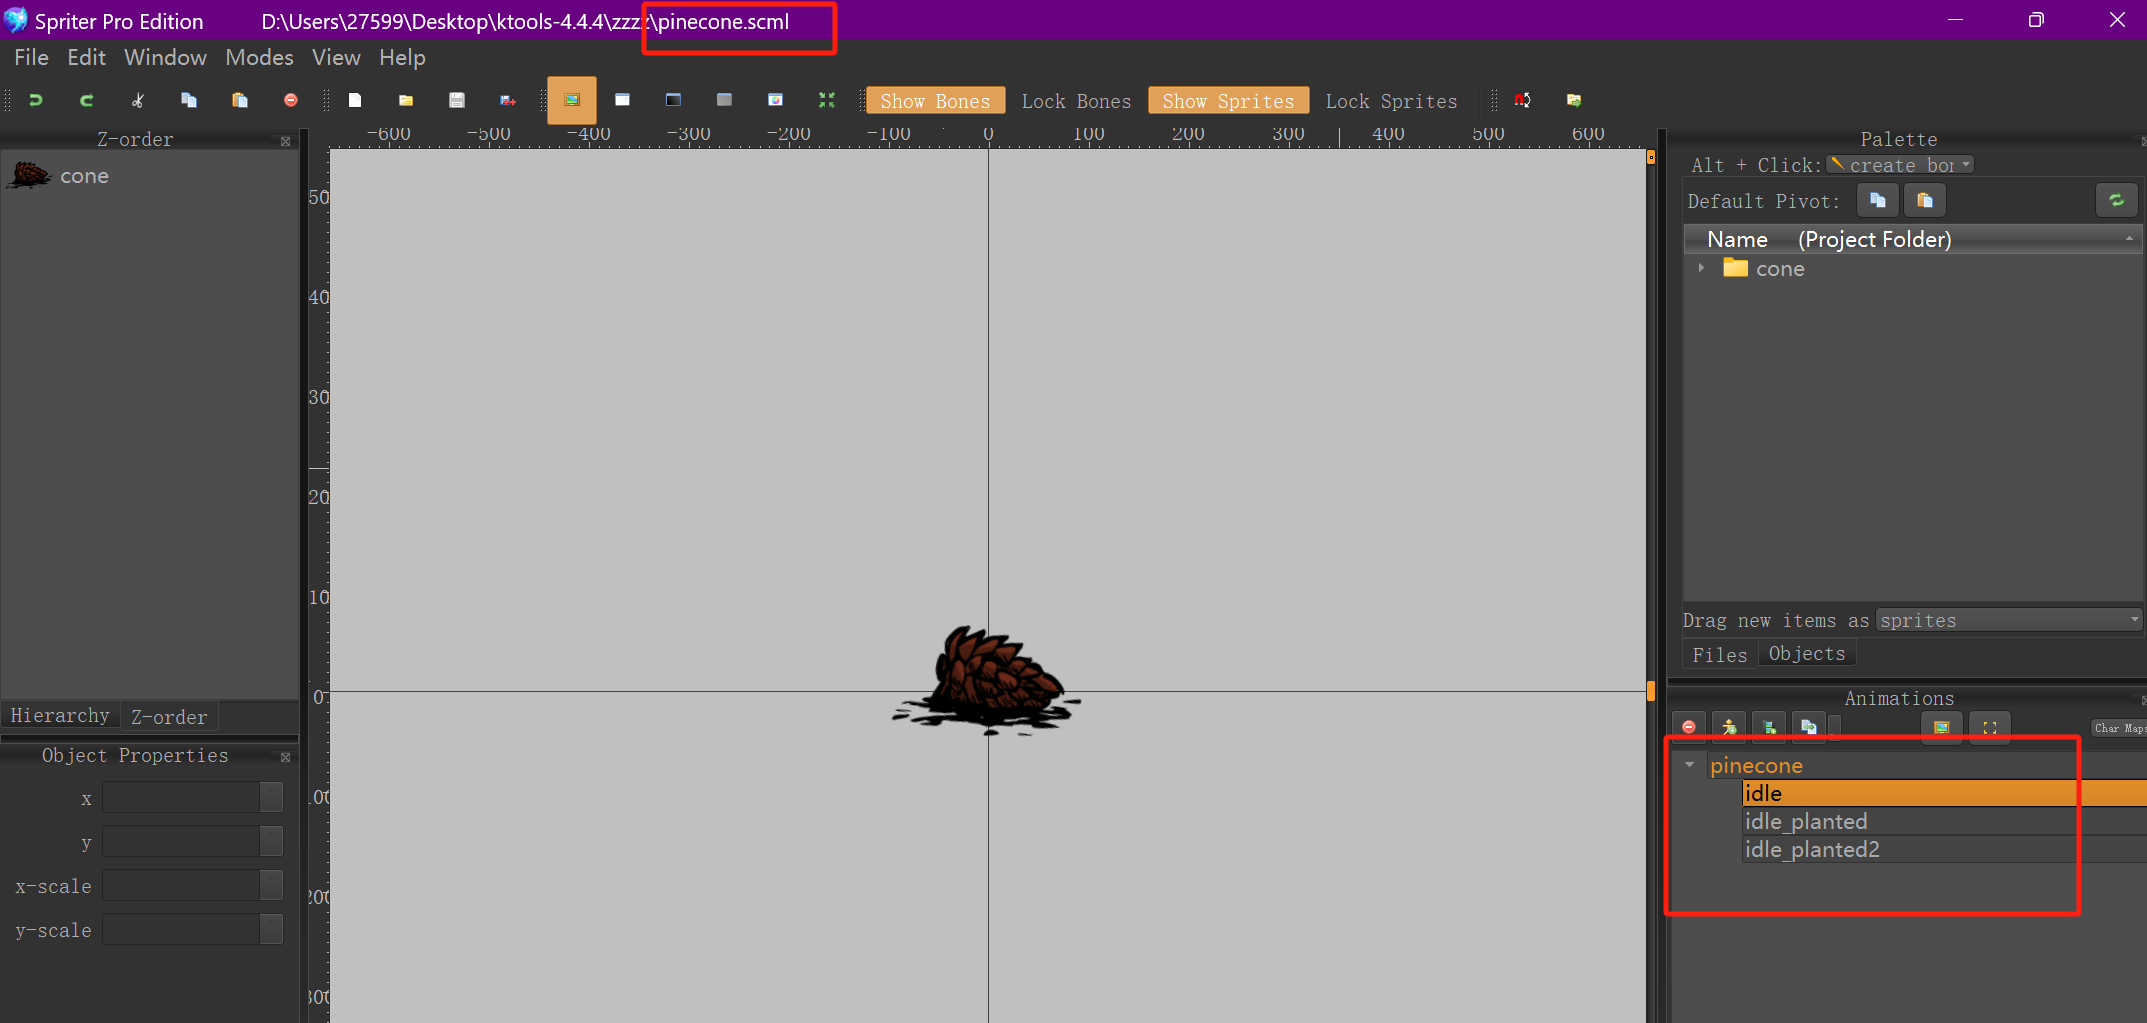 Spriter Pro Edition D:\Users\27599\Desktop\ktools-4.4.4\zzzz\pinecone.scml
File Edit Window Modes View Help
Show Bones Lock Bones Show Sprites Lock Sprites
Z-order
cone
-600 -500 -400 -300 -200 -100 0 100 200 300 400 500 600
50
40
30
20
10
0
Hierarchy Z-order
Object Properties
x
y
x-scale
y-scale
Palette
Alt + Click: create bo
Default Pivot:
Name (Project Folder)
cone
Drag new items as sprites
Files Objects
Animations
Char Maps
pinecone
idle
idle_planted
idle_planted2